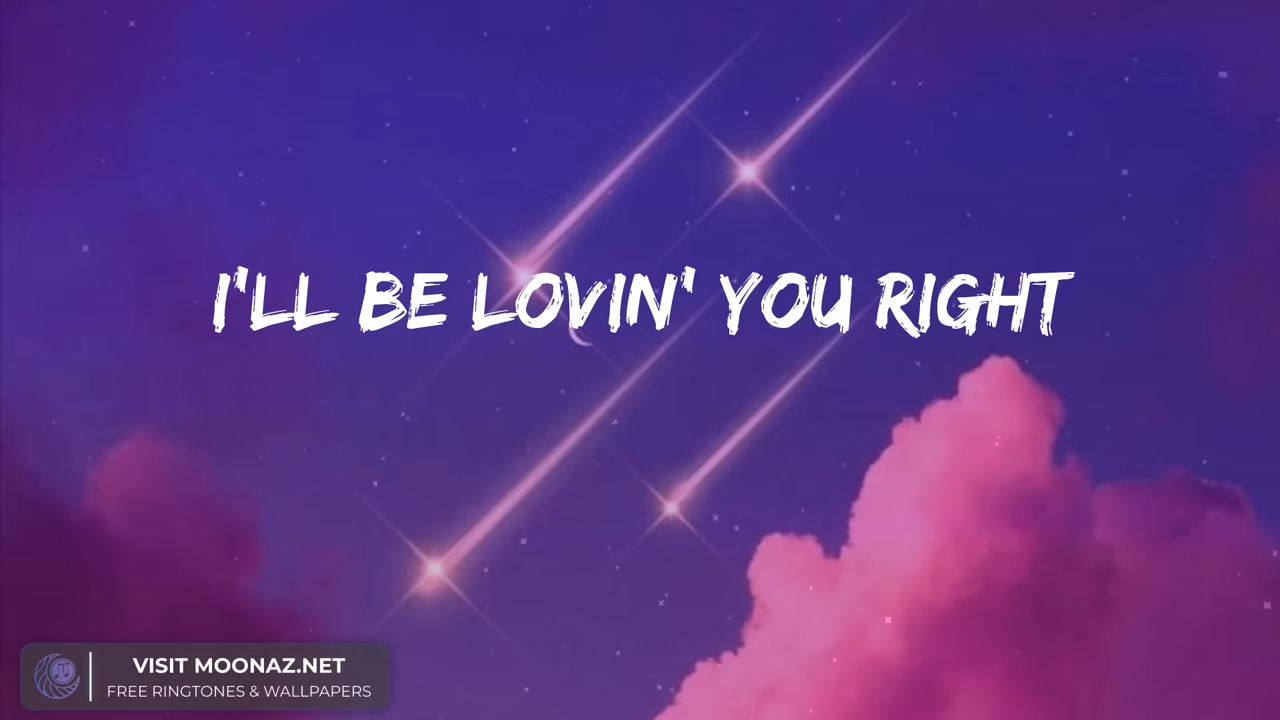 I'LL BE LOVIN' YOU RIGHT
VISIT MOONAZ.NET
FREE RINGTONES & WALLPAPERS